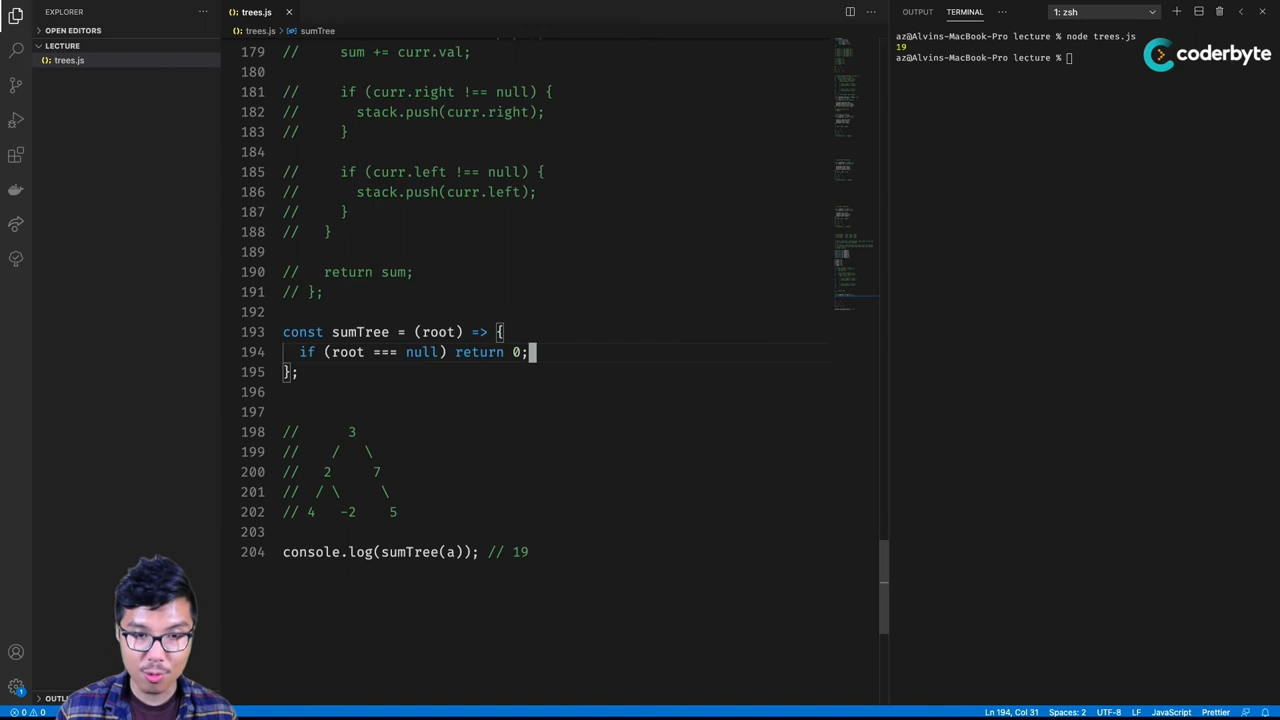 EXPLORER
···
OPEN EDITORS
LECTURE
trees.js
OUTLI
trees.js
trees.js > sumTree
179 //     sum += curr.val;
180
181 //     if (curr.right !== null) {
182 //       stack.push(curr.right);
183 //     }
184
185 //     if (curr.left !== null) {
186 //       stack.push(curr.left);
187 //     }
188 //   }
189
190 //   return sum;
191 // };
192
193 const sumTree = (root) => {
194   if (root === null) return 0;
195 };
196
197
198 //      3
199 //    /   \
200 //   2     7
201 //  / \     \
202 // 4   -2    5
203
204 console.log(sumTree(a)); // 19
OUTPUT TERMINAL ··· 1: zsh
az@Alvins-MacBook-Pro lecture % node trees.js
19
az@Alvins-MacBook-Pro lecture %
coderbyte
1
0 0
Ln 194, Col 31 Spaces: 2 UTF-8 LF JavaScript Prettier